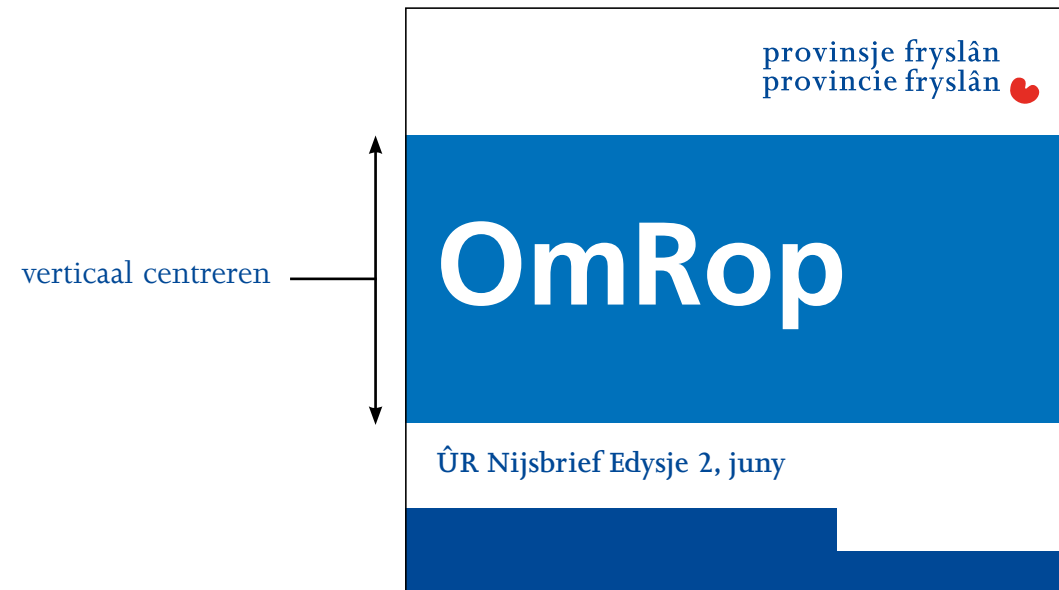 provinsje fryslân
provincie fryslân
OmRop
verticaal centreren
ÛR Nijsbrief Edysje 2, juny